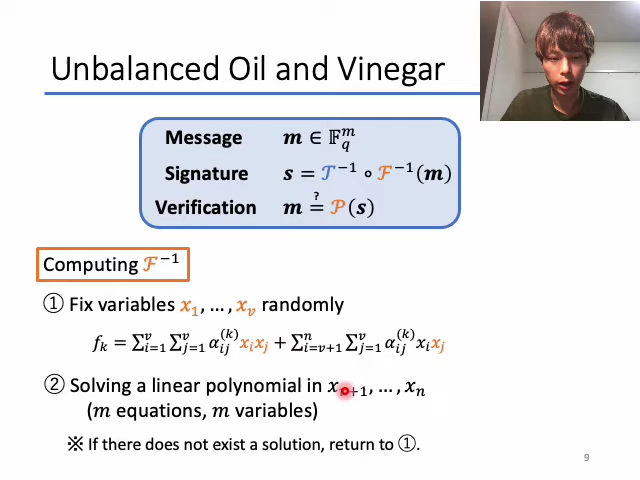 Unbalanced Oil and Vinegar
Message 𝒎 ∈ 𝔽_q^m
Signature 𝒔 = 𝒯^{−1} ∘ ℱ^{−1}(𝒎)
Verification 𝒎 =^? 𝒫(𝒔)
Computing ℱ^{−1}
① Fix variables x_1, … , x_v randomly
f_k = ∑_{i=1}^{v} ∑_{j=1}^{v} α_{ij}^{(k)} x_i x_j + ∑_{i=v+1}^{n} ∑_{j=1}^{v} α_{ij}^{(k)} x_i x_j
② Solving a linear polynomial in x_{v+1}, … , x_n
(m equations, m variables)
※ If there does not exist a solution, return to ①.
9